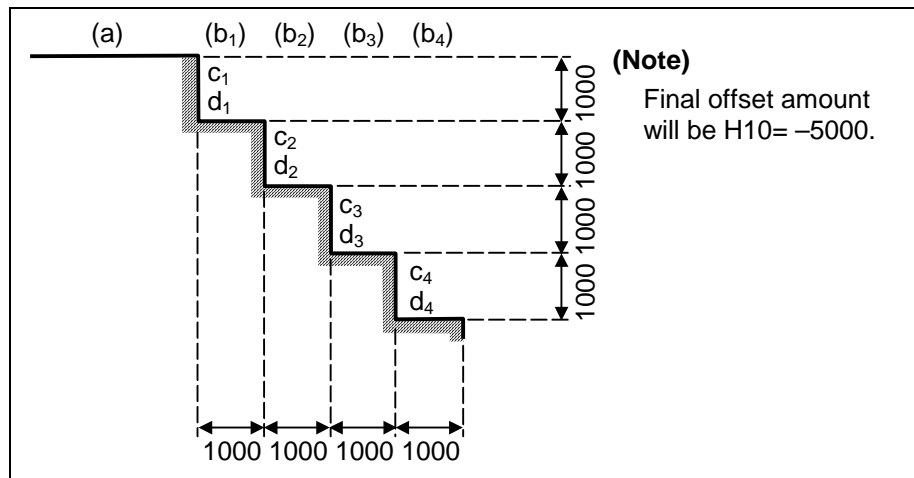 (a) (b₁) (b₂) (b₃) (b₄)
(Note)
Final offset amount
will be H10= –5000.
c₁
d₁
1000
c₂
d₂
1000
c₃
d₃
1000
c₄
d₄
1000
1000 1000 1000 1000